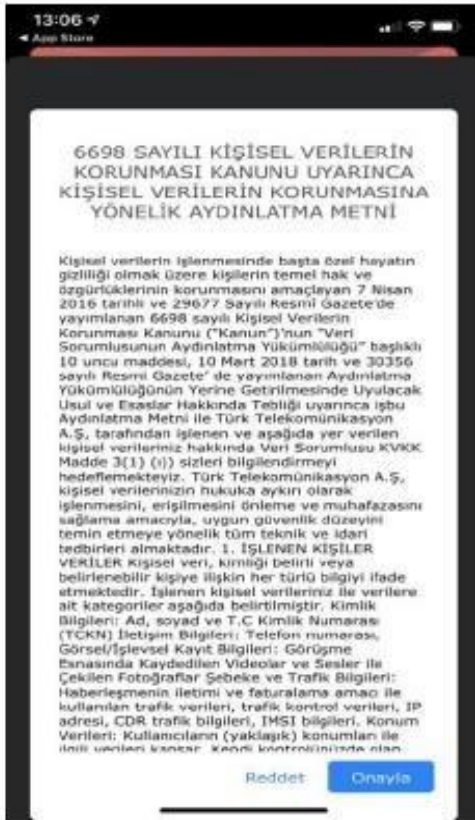 13:06
App Store
6698 SAYILI KİŞİSEL VERİLERİN
KORUNMASI KANUNU UYARINCA
KİŞİSEL VERİLERİN KORUNMASINA
YÖNELİK AYDINLATMA METNİ
Kişisel verilerin işlenmesinde başta özel hayatın
gizliliği olmak üzere kişilerin temel hak ve
özgürlüklerinin korunmasını amaçlayan 7 Nisan
2016 tarihli ve 29677 Sayılı Resmî Gazete'de
yayımlanan 6698 sayılı Kişisel Verilerin
Korunması Kanunu ("Kanun")'nun "Veri
Sorumlusunun Aydınlatma Yükümlülüğü" başlıklı
10 uncu maddesi, 10 Mart 2018 tarih ve 30356
sayılı Resmi Gazete' de yayımlanan Aydınlatma
Yükümlülüğünün Yerine Getirilmesinde Uyulacak
Usul ve Esaslar Hakkında Tebliği uyarınca işbu
Aydınlatma Metni ile Türk Telekomünikasyon
A.Ş, tarafından işlenen ve aşağıda yer verilen
kişisel verileriniz hakkında Veri Sorumlusu KVKK
Madde 3(1) (ı)) sizleri bilgilendirmeyi
hedeflemekteyiz. Türk Telekomünikasyon A.Ş,
kişisel verilerinizin hukuka aykırı olarak
işlenmesini, erişilmesini önleme ve muhafazasını
sağlama amacıyla, uygun güvenlik düzeyini
temin etmeye yönelik tüm teknik ve idari
tedbirleri almaktadır. 1. İŞLENEN KİŞİLER
VERİLER Kişisel veri, kimliği belirli veya
belirlenebilir kişiye ilişkin her türlü bilgiyi ifade
etmektedir. İşlenen kişisel verileriniz ile verilere
ait kategoriler aşağıda belirtilmiştir. Kimlik
Bilgileri: Ad, soyad ve T.C Kimlik Numarası
(TCKN) İletişim Bilgileri: Telefon numarası,
Görsel/İşlevsel Kayıt Bilgileri: Görüşme
Esnasında Kaydedilen Videolar ve Sesler ile
Çekilen Fotoğraflar Şebeke ve Trafik Bilgileri:
Haberleşmenin iletimi ve faturalama amacı ile
kullanılan trafik verileri, trafik kontrol verileri, IP
adresi, CDR trafik bilgileri, IMSI bilgileri. Konum
Verileri: Kullanıcıların (yaklaşık) konumları ile
ilgili verileri kapsar. Kendi kontrolünüzde olan
Reddet
Onayla